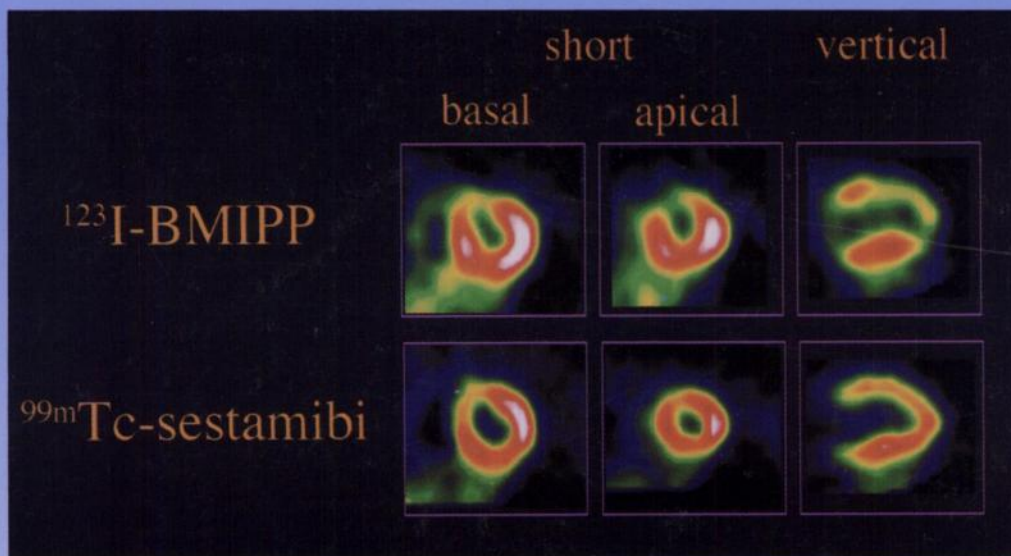 short vertical
basal apical
¹²³I-BMIPP
⁹⁹ᵐTc-sestamibi